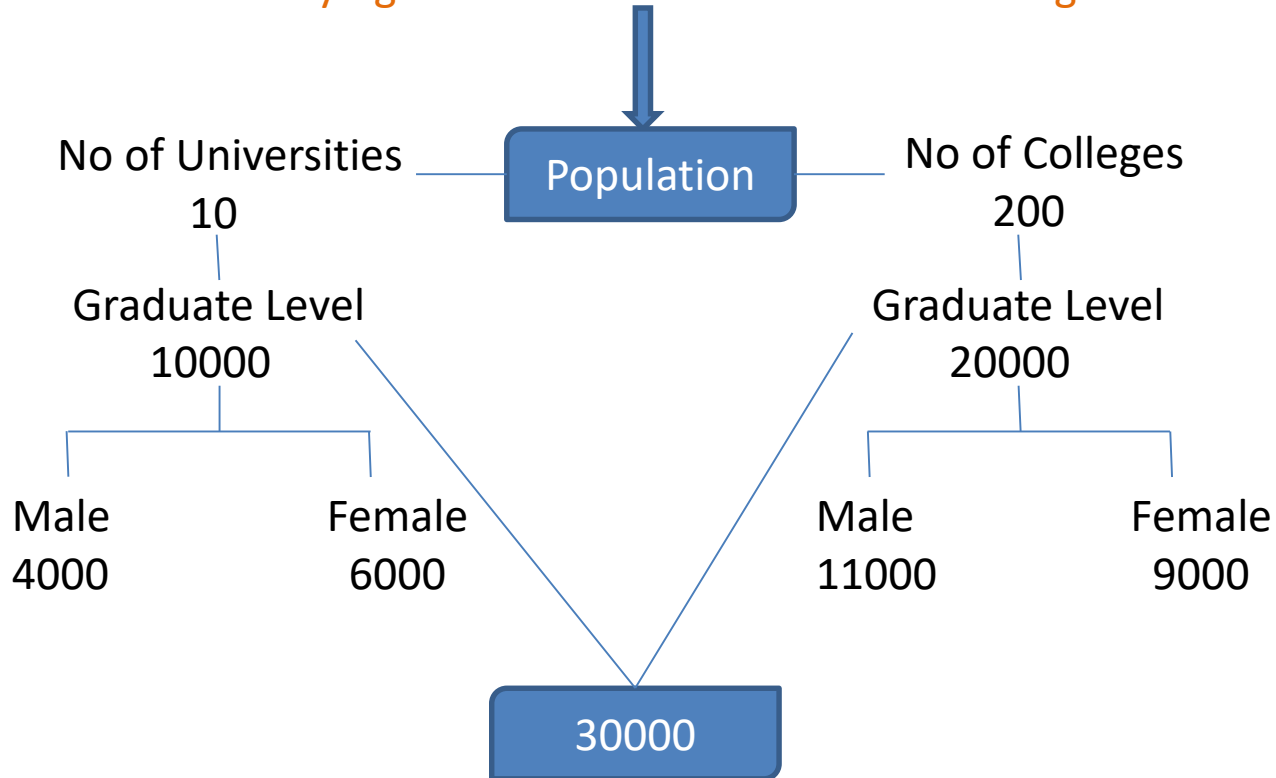 No of Universities
10
Population
No of Colleges
200
Graduate Level
10000
Graduate Level
20000
Male
4000
Female
6000
Male
11000
Female
9000
30000